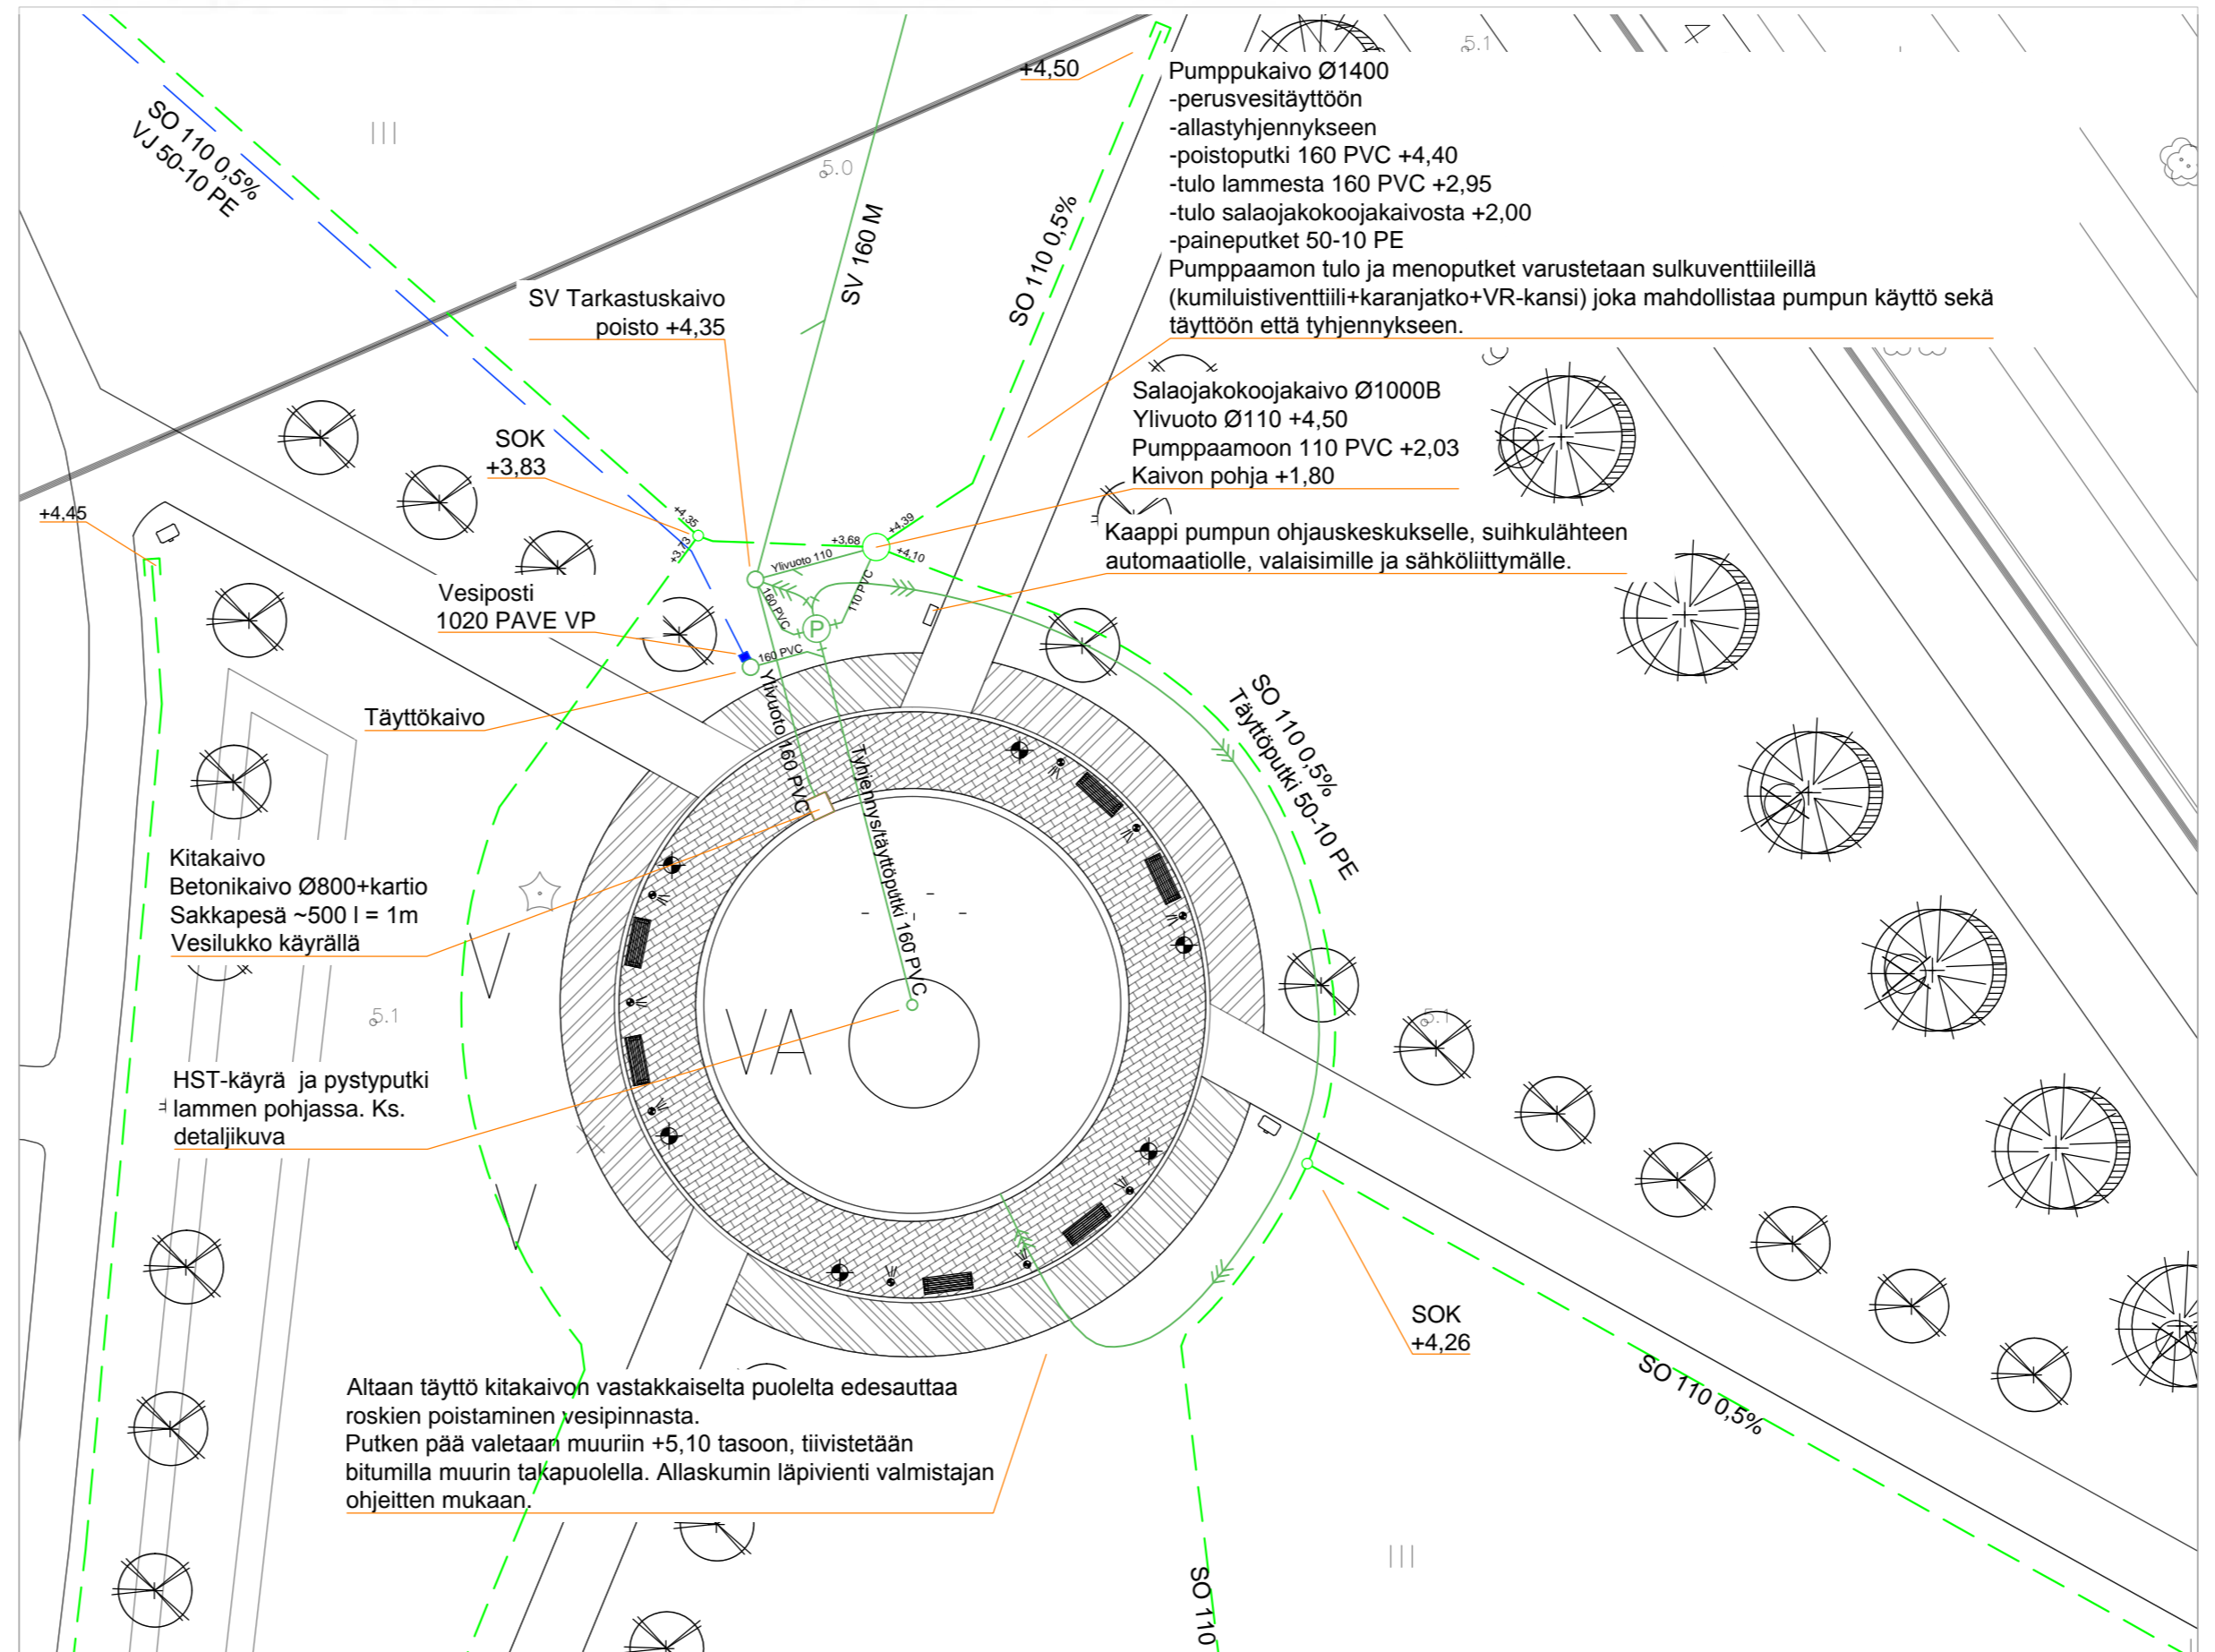 +4,50
5.1
Pumppukaivo Ø1400
-perusvesitäyttöön
-allastyhjennykseen
-poistoputki 160 PVC +4,40
-tulo lammesta 160 PVC +2,95
-tulo salaojakokoojakaivosta +2,00
-paineputket 50-10 PE
Pumppaamon tulo ja menoputket varustetaan sulkuventtiileillä
(kumiluistiventtiili+karanjatko+VR-kansi) joka mahdollistaa pumpun käyttö sekä
täyttöön että tyhjennykseen.
SO 110 0,5%
VJ 50-10 PE
5.0
SV 160 M
SO 110 0,5%
SV Tarkastuskaivo
poisto +4,35
Salaojakokoojakaivo Ø1000B
Ylivuoto Ø110 +4,50
Pumppaamoon 110 PVC +2,03
Kaivon pohja +1,80
SOK
+3,83
+4,45
+4,35
+3,73
+3,68
+4,39
+4,10
Kaappi pumpun ohjauskeskukselle, suihkulähteen
automaatiolle, valaisimille ja sähköliittymälle.
Ylivuoto 110
160 PVC
110 PVC
P
Vesiposti
1020 PAVE VP
160 PVC
Täyttökaivo
Ylivuoto 160 PVC
Tyhjennys/täyttöputki 160 PVC
SO 110 0,5%
Täyttöputki 50-10 PE
Kitakaivo
Betonikaivo Ø800+kartio
Sakkapesä ~500 l = 1m
Vesilukko käyrällä
5.1
VA
5.1
HST-käyrä ja pystyputki
lammen pohjassa. Ks.
detaljikuva
SOK
+4,26
SO 110 0,5%
Altaan täyttö kitakaivon vastakkaiselta puolelta edesauttaa
roskien poistaminen vesipinnasta.
Putken pää valetaan muuriin +5,10 tasoon, tiivistetään
bitumilla muurin takapuolella. Allaskumin läpivienti valmistajan
ohjeitten mukaan.
SO 110